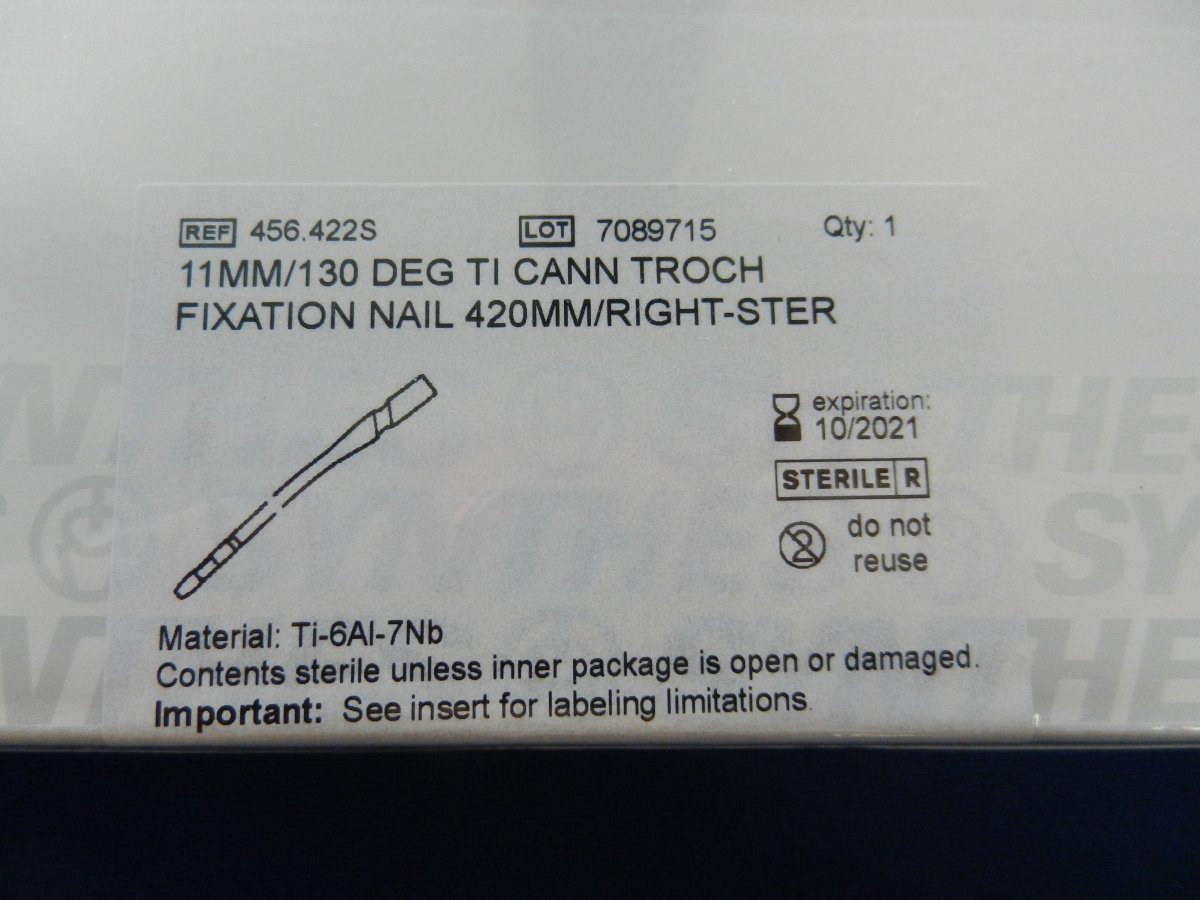 REF 456.422S LOT 7089715 Qty: 1
11MM/130 DEG TI CANN TROCH
FIXATION NAIL 420MM/RIGHT-STER
expiration:
10/2021
STERILE R
2 do not
reuse
Material: Ti-6Al-7Nb
Contents sterile unless inner package is open or damaged.
Important: See insert for labeling limitations.